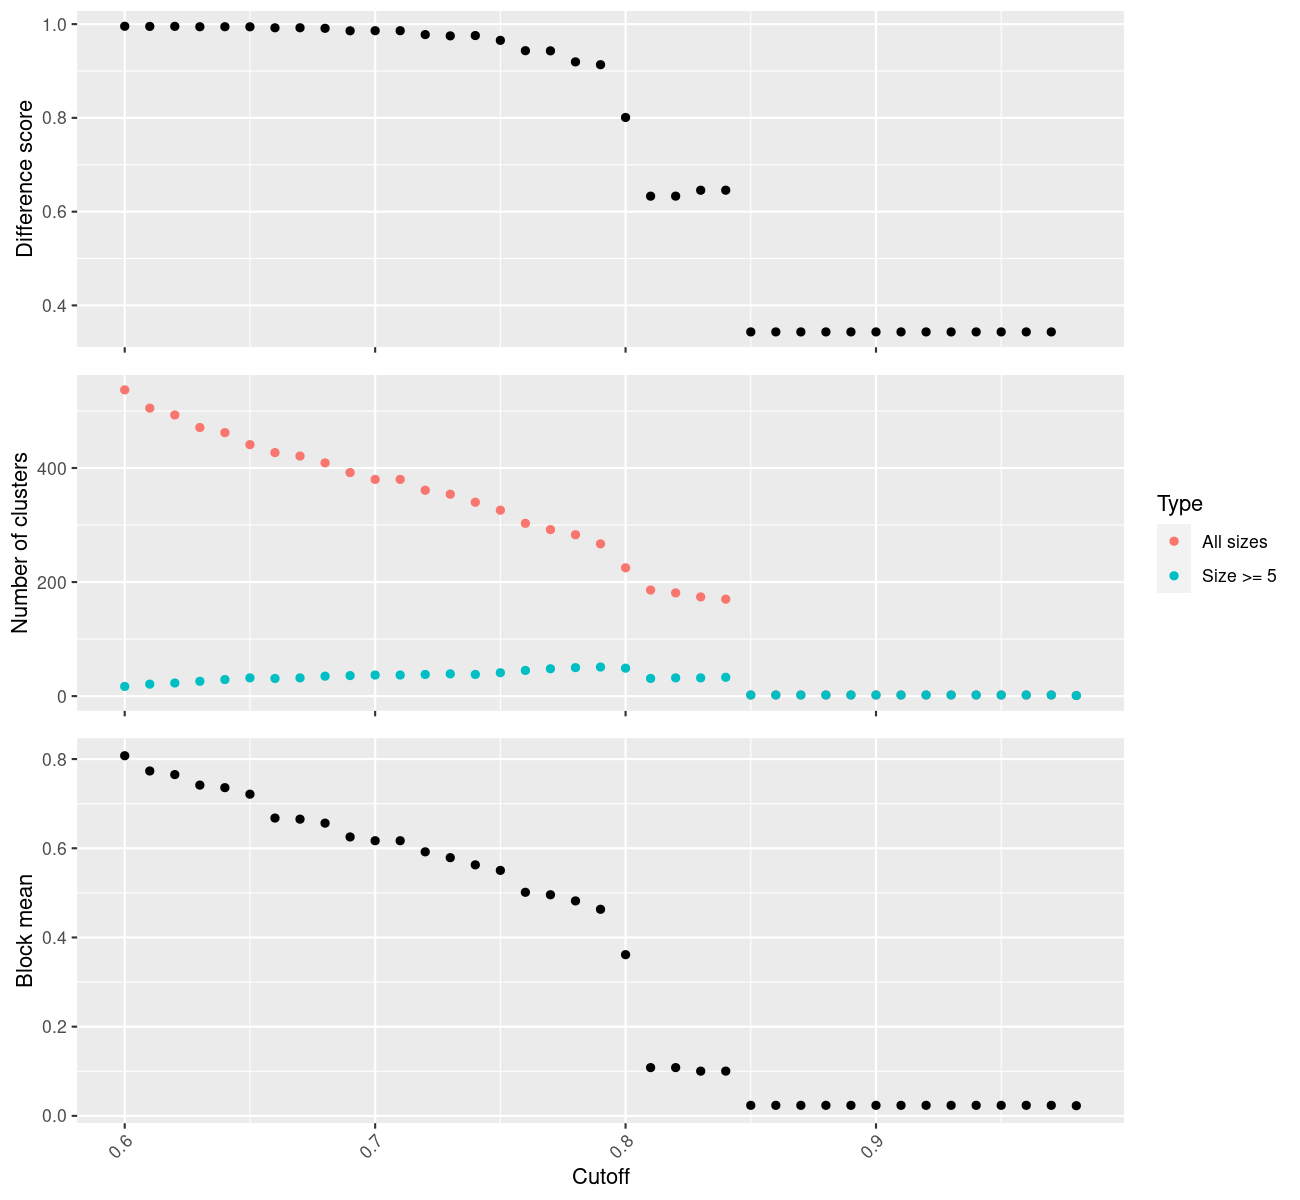 1.0
0.8
0.6
0.4
Difference score
400
200
0
Number of clusters
Type
All sizes
Size >= 5
0.8
0.6
0.4
0.2
0.0
Block mean
0.6
0.7
0.8
0.9
Cutoff